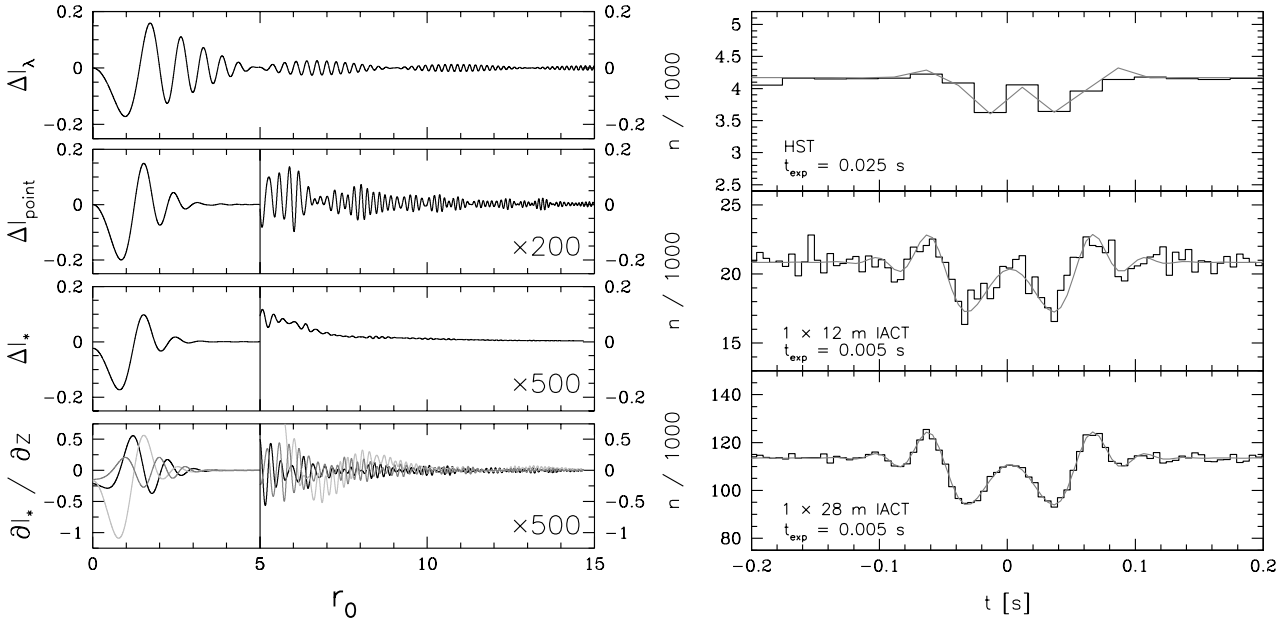 0.2
0.2
0
0
−0.2
−0.2
ΔI_λ
0.2
0.2
0
0
−0.2
−0.2
ΔI_point
×200
0.2
0.2
0
0
−0.2
−0.2
ΔI_*
×500
0.5
0.5
0
0
−0.5
−0.5
−1
−1
∂I_* / ∂Z
×500
0 5 10 15
r_0
5
4.5
4
3.5
3
2.5
n / 1000
HST
t_exp = 0.025 s
25
20
15
n / 1000
1 × 12 m IACT
t_exp = 0.005 s
140
120
100
80
n / 1000
1 × 28 m IACT
t_exp = 0.005 s
−0.2 −0.1 0 0.1 0.2
t [s]